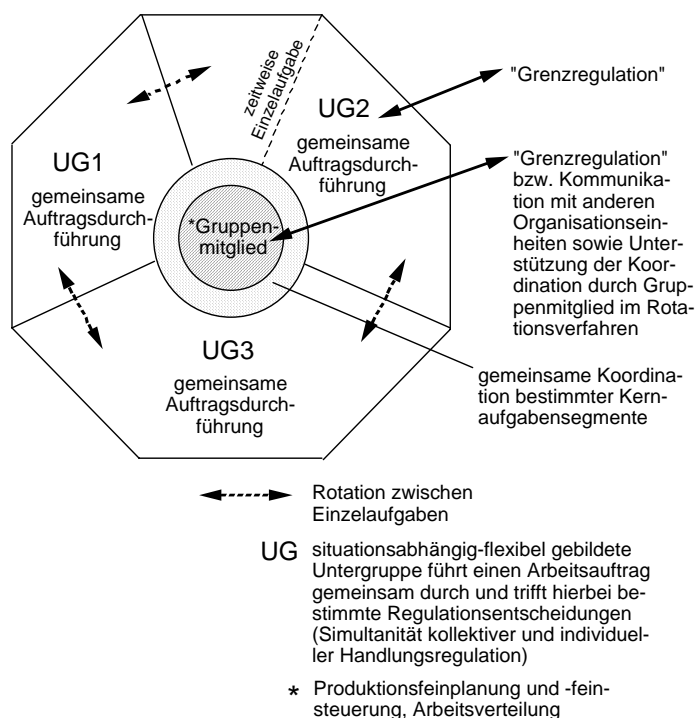 zeitweise
Einzelaufgabe
"Grenzregulation"
UG2
gemeinsame
Auftragsdurch-
führung
UG1
gemeinsame
Auftragsdurch-
führung
"Grenzregulation"
bzw. Kommunika-
tion mit anderen
Organisationsein-
heiten sowie Unter-
stützung der Koor-
dination durch Grup-
penmitglied im Rota-
tionsverfahren
*Gruppen-
mitglied
UG3
gemeinsame
Auftragsdurch-
führung
gemeinsame Koordina-
tion bestimmter Kern-
aufgabensegmente
Rotation zwischen
Einzelaufgaben
UG situationsabhängig-flexibel gebildete
Untergruppe führt einen Arbeitsauftrag
gemeinsam durch und trifft hierbei be-
stimmte Regulationsentscheidungen
(Simultanität kollektiver und individuel-
ler Handlungsregulation)
* Produktionsfeinplanung und -fein-
steuerung, Arbeitsverteilung